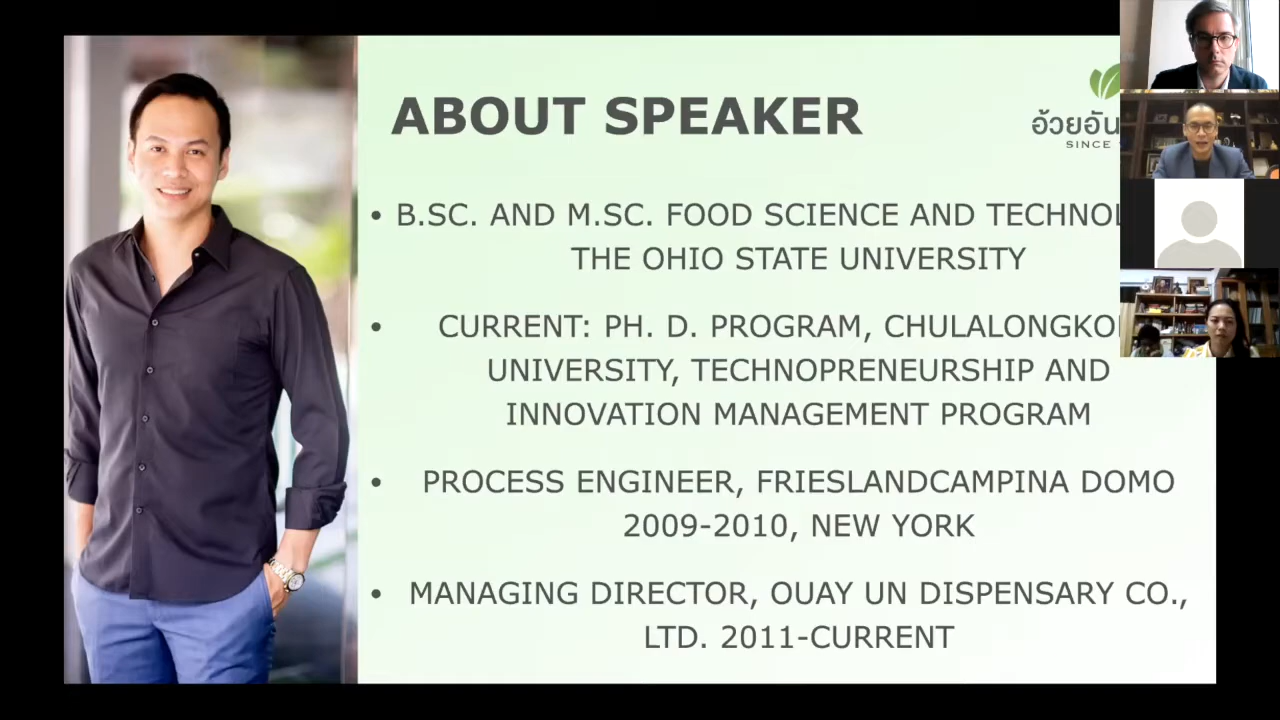 ABOUT SPEAKER
อ้วยอัน
SINCE
• B.SC. AND M.SC. FOOD SCIENCE AND
THE OHIO STATE UNIVERSITY
• CURRENT: PH. D. PROGRAM,
UNIVERSITY, TECHNOPRENEURSHIP AND
INNOVATION MANAGEMENT PROGRAM
• PROCESS ENGINEER, FRIESLANDCAMPINA DOMO
2009-2010, NEW YORK
• MANAGING DIRECTOR, OUAY UN DISPENSARY CO.,
LTD. 2011-CURRENT